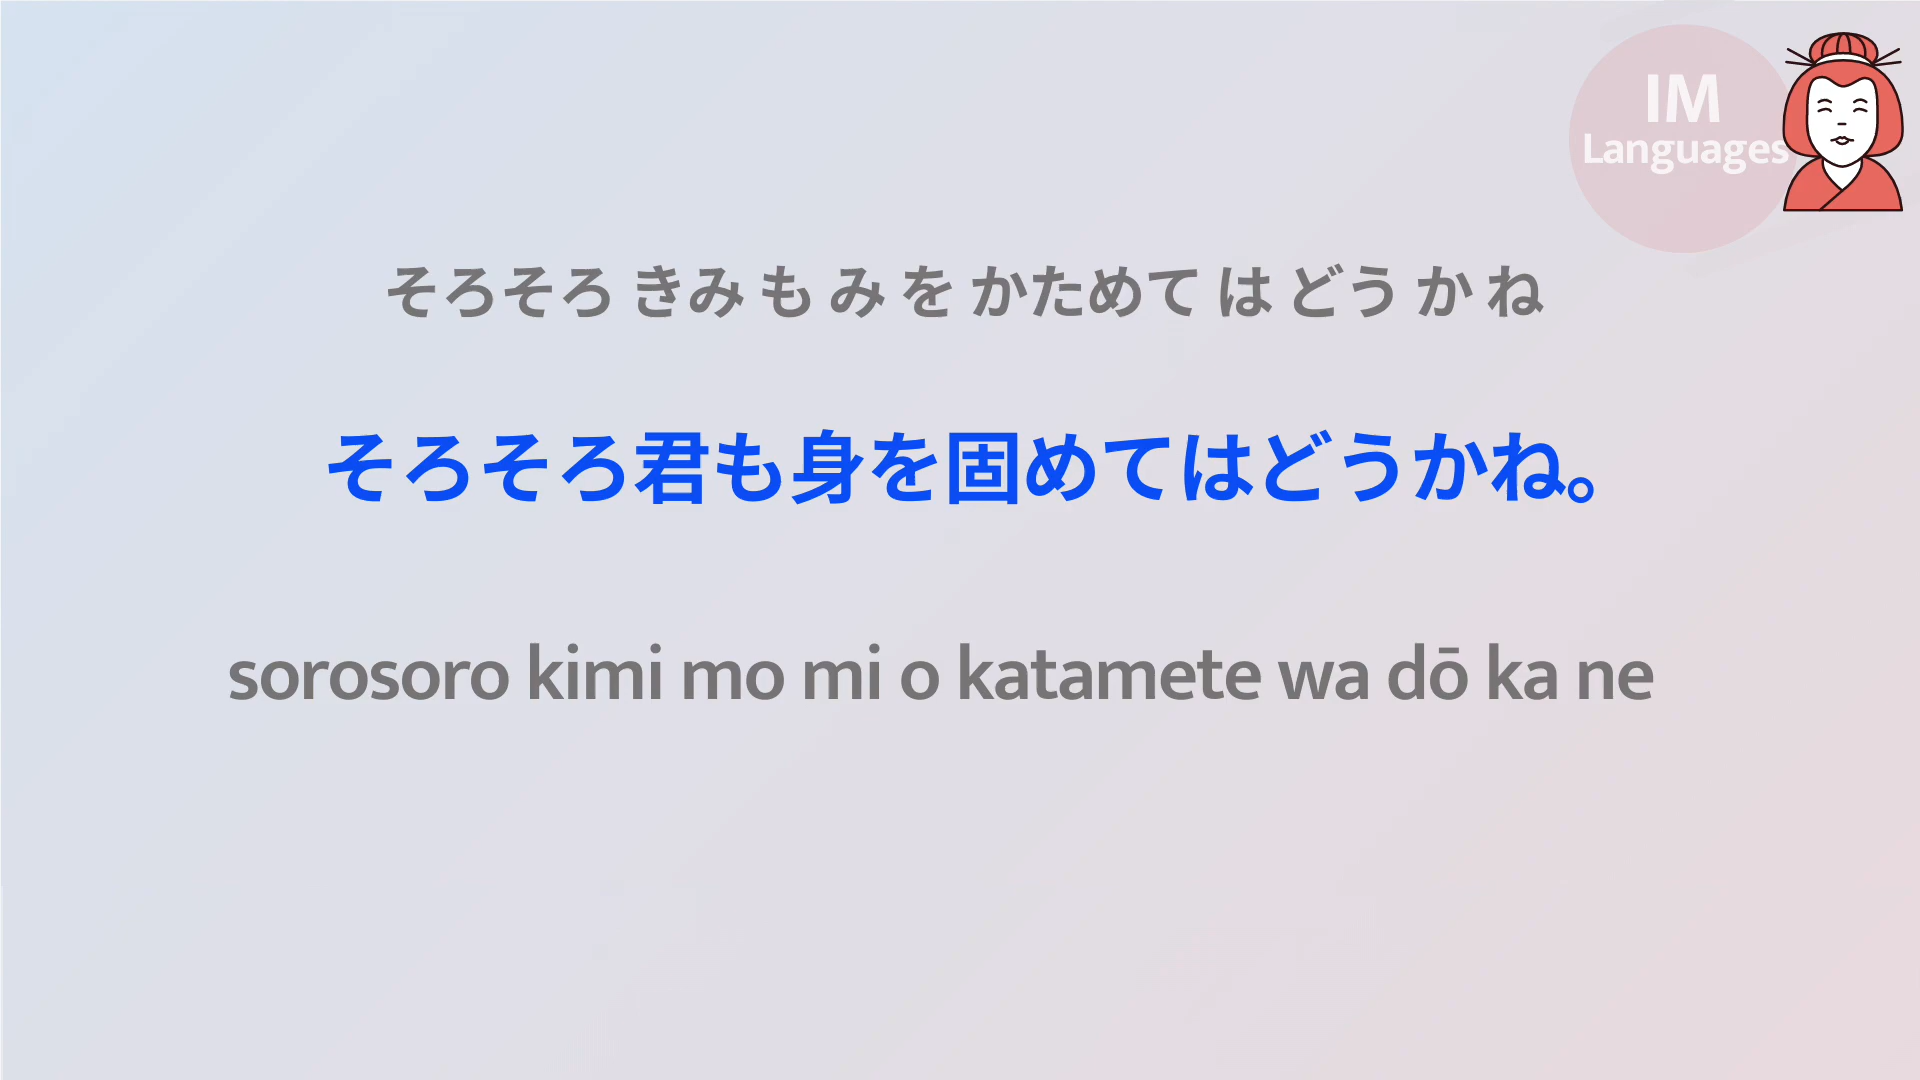 IM
Languages
そろそろ きみ も み を かためて は どう か ね
そろそろ君も身を固めてはどうかね。
sorosoro kimi mo mi o katamete wa dō ka ne